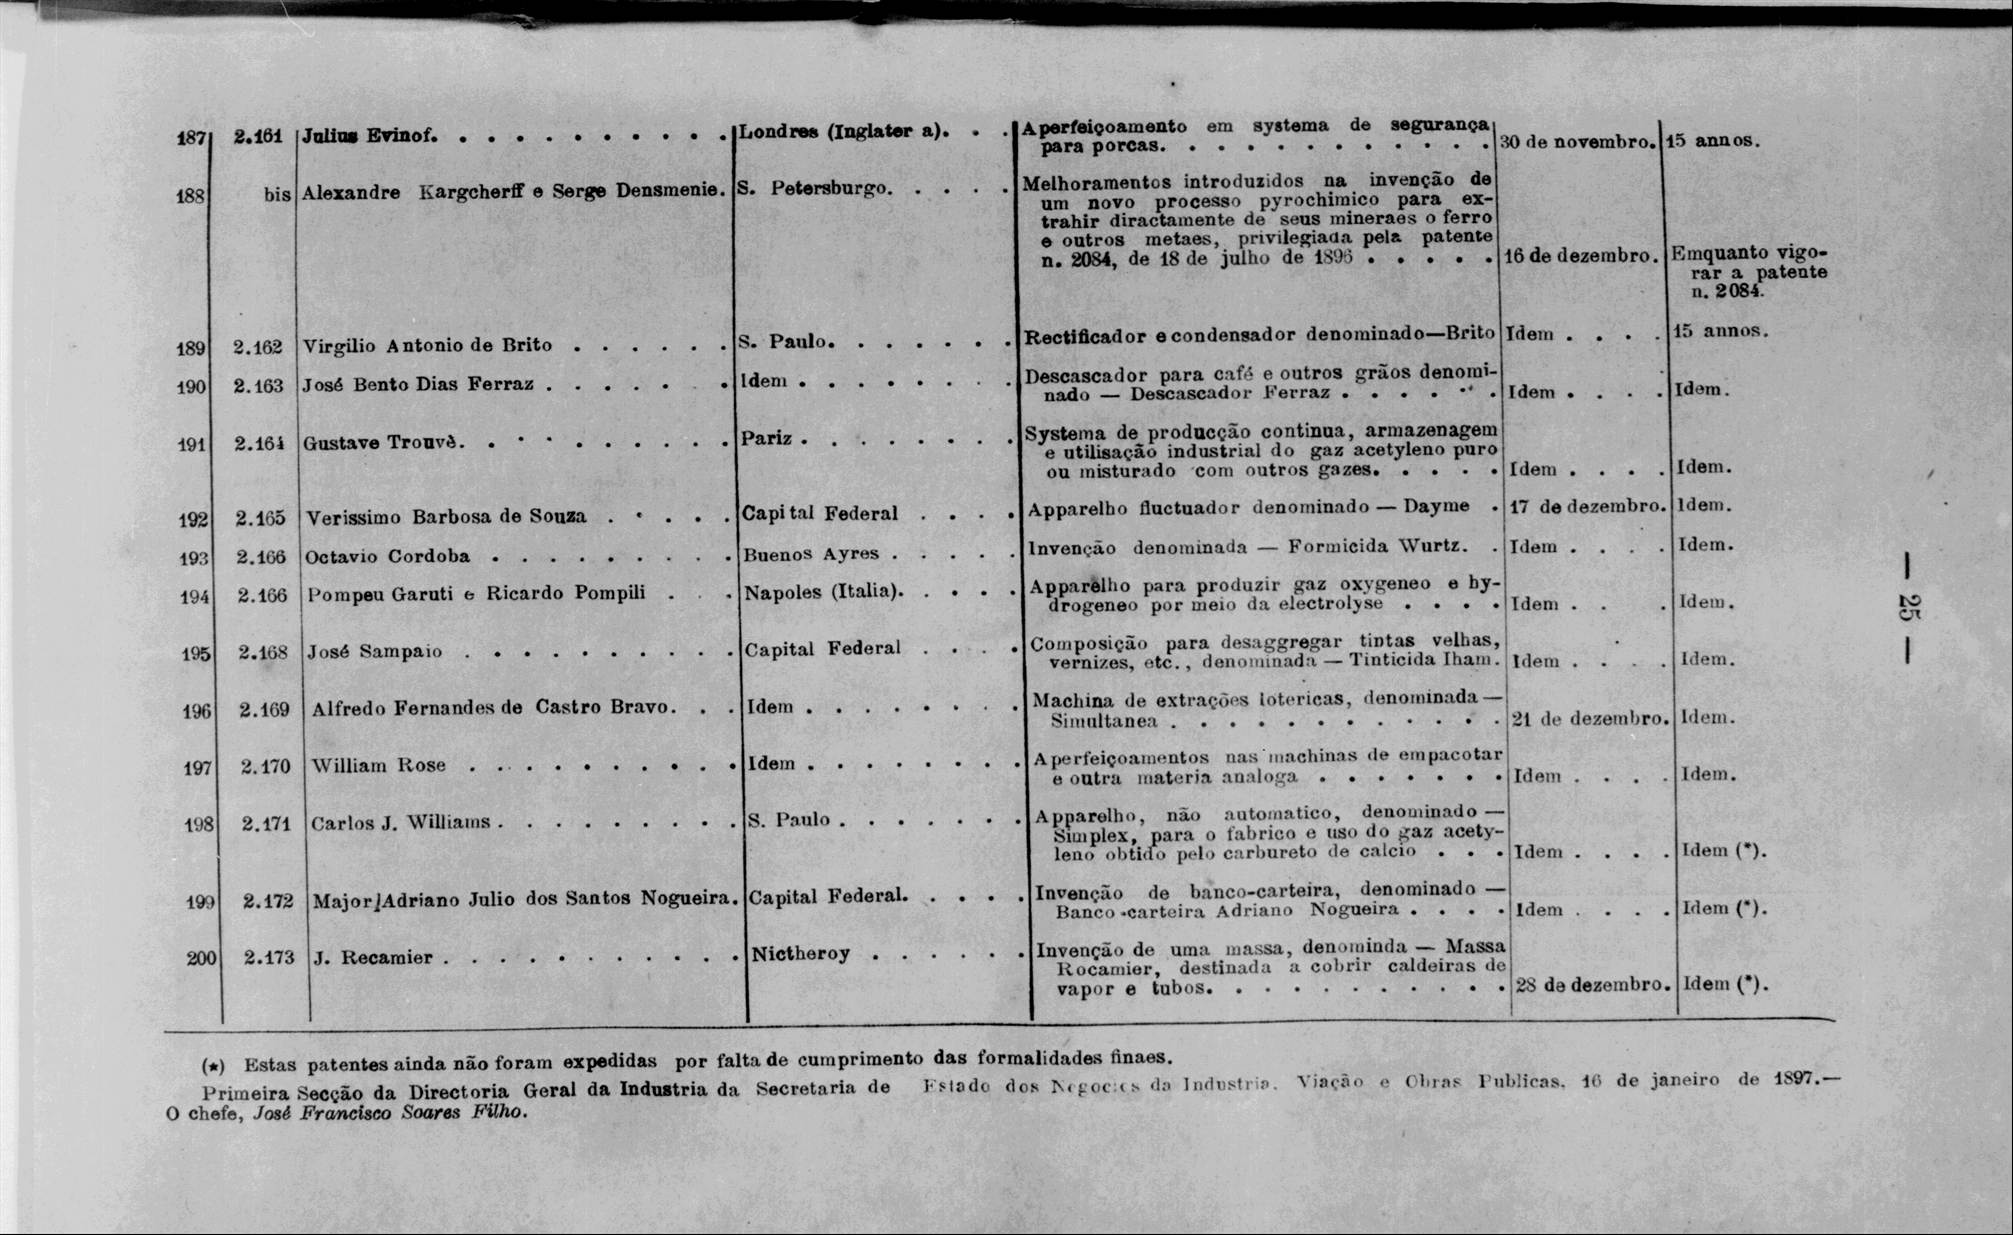 187 2.161 Julius Evinof. . . . . . . . . . . Londres (Inglater a). . . Aperfeiçoamento em systema de segurança
para porcas. . . . . . . . . . . . 30 de novembro. 15 annos.
188 bis Alexandre Kargcherff e Serge Densmenie. S. Petersburgo. . . . . Melhoramentos introduzidos na invenção de
um novo processo pyrochimico para ex-
trahir diractamente de seus mineraes o ferro
e outros metaes, privilegiada pela patente
n. 2084, de 18 de julho de 1896 . . . . . 16 de dezembro. Emquanto vigo-
rar a patente
n. 2084.
189 2.162 Virgilio Antonio de Brito . . . . . . S. Paulo. . . . . . . Rectificador e condensador denominado—Brito Idem . . . . 15 annos.
190 2.163 José Bento Dias Ferraz . . . . . . Idem . . . . . . . . Descascador para café e outros grãos denomi-
nado — Descascador Ferraz . . . . . . Idem . . . . Idem.
191 2.164 Gustave Trouvè. . . . . . . . . . Pariz . . . . . . . . Systema de producção continua, armazenagem
e utilisação industrial do gaz acetyleno puro
ou misturado com outros gazes. . . . . Idem . . . . Idem.
192 2.165 Verissimo Barbosa de Souza . . . . . Capital Federal . . . . Apparelho fluctuador denominado — Dayme . 17 de dezembro. Idem.
193 2.166 Octavio Cordoba . . . . . . . . . Buenos Ayres . . . . . Invenção denominada — Formicida Wurtz. . Idem . . . . Idem.
194 2.166 Pompeu Garuti e Ricardo Pompili . . . Napoles (Italia). . . . . Apparelho para produzir gaz oxygeneo e hy-
drogeneo por meio da electrolyse . . . . Idem . . . Idem.
195 2.168 José Sampaio . . . . . . . . . . Capital Federal . . . . Composição para desaggregar tintas velhas,
vernizes, etc., denominada — Tinticida Iham. Idem . . . . Idem.
196 2.169 Alfredo Fernandes de Castro Bravo. . . Idem . . . . . . . . Machina de extrações lotericas, denominada —
Simultanea . . . . . . . . . . . . 21 de dezembro. Idem.
197 2.170 William Rose . . . . . . . . . . Idem . . . . . . . . Aperfeiçoamentos nas machinas de empacotar
e outra materia analoga . . . . . . . Idem . . . . Idem.
198 2.171 Carlos J. Williams . . . . . . . . . S. Paulo . . . . . . . Apparelho, não automatico, denominado —
Simplex, para o fabrico e uso do gaz acety-
leno obtido pelo carbureto de calcio . . . Idem . . . . Idem (*).
199 2.172 Major Adriano Julio dos Santos Nogueira. Capital Federal. . . . . Invenção de banco-carteira, denominado —
Banco-carteira Adriano Nogueira . . . . Idem . . . . Idem (*).
200 2.173 J. Recamier . . . . . . . . . . . Nictheroy . . . . . . Invenção de uma massa, denominda — Massa
Rocamier, destinada a cobrir caldeiras de
vapor e tubos. . . . . . . . . . . 28 de dezembro. Idem (*).
— 25 —
(*) Estas patentes ainda não foram expedidas por falta de cumprimento das formalidades finaes.
Primeira Secção da Directoria Geral da Industria da Secretaria de Estado dos Negocios da Industria. Viação e Obras Publicas, 16 de janeiro de 1897.—
O chefe, José Francisco Soares Filho.